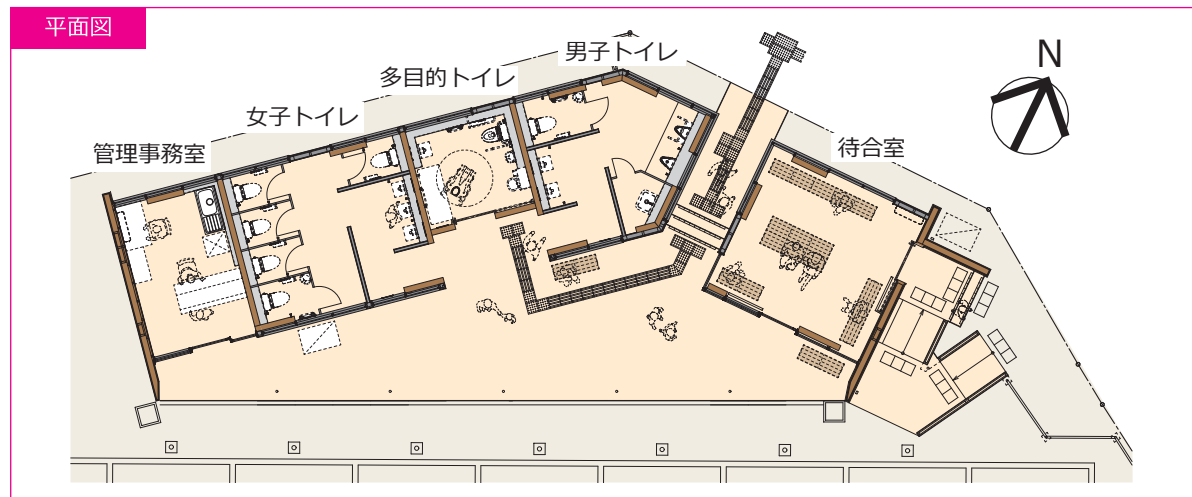 平面図
男子トイレ
多目的トイレ
女子トイレ
管理事務室
待合室
N